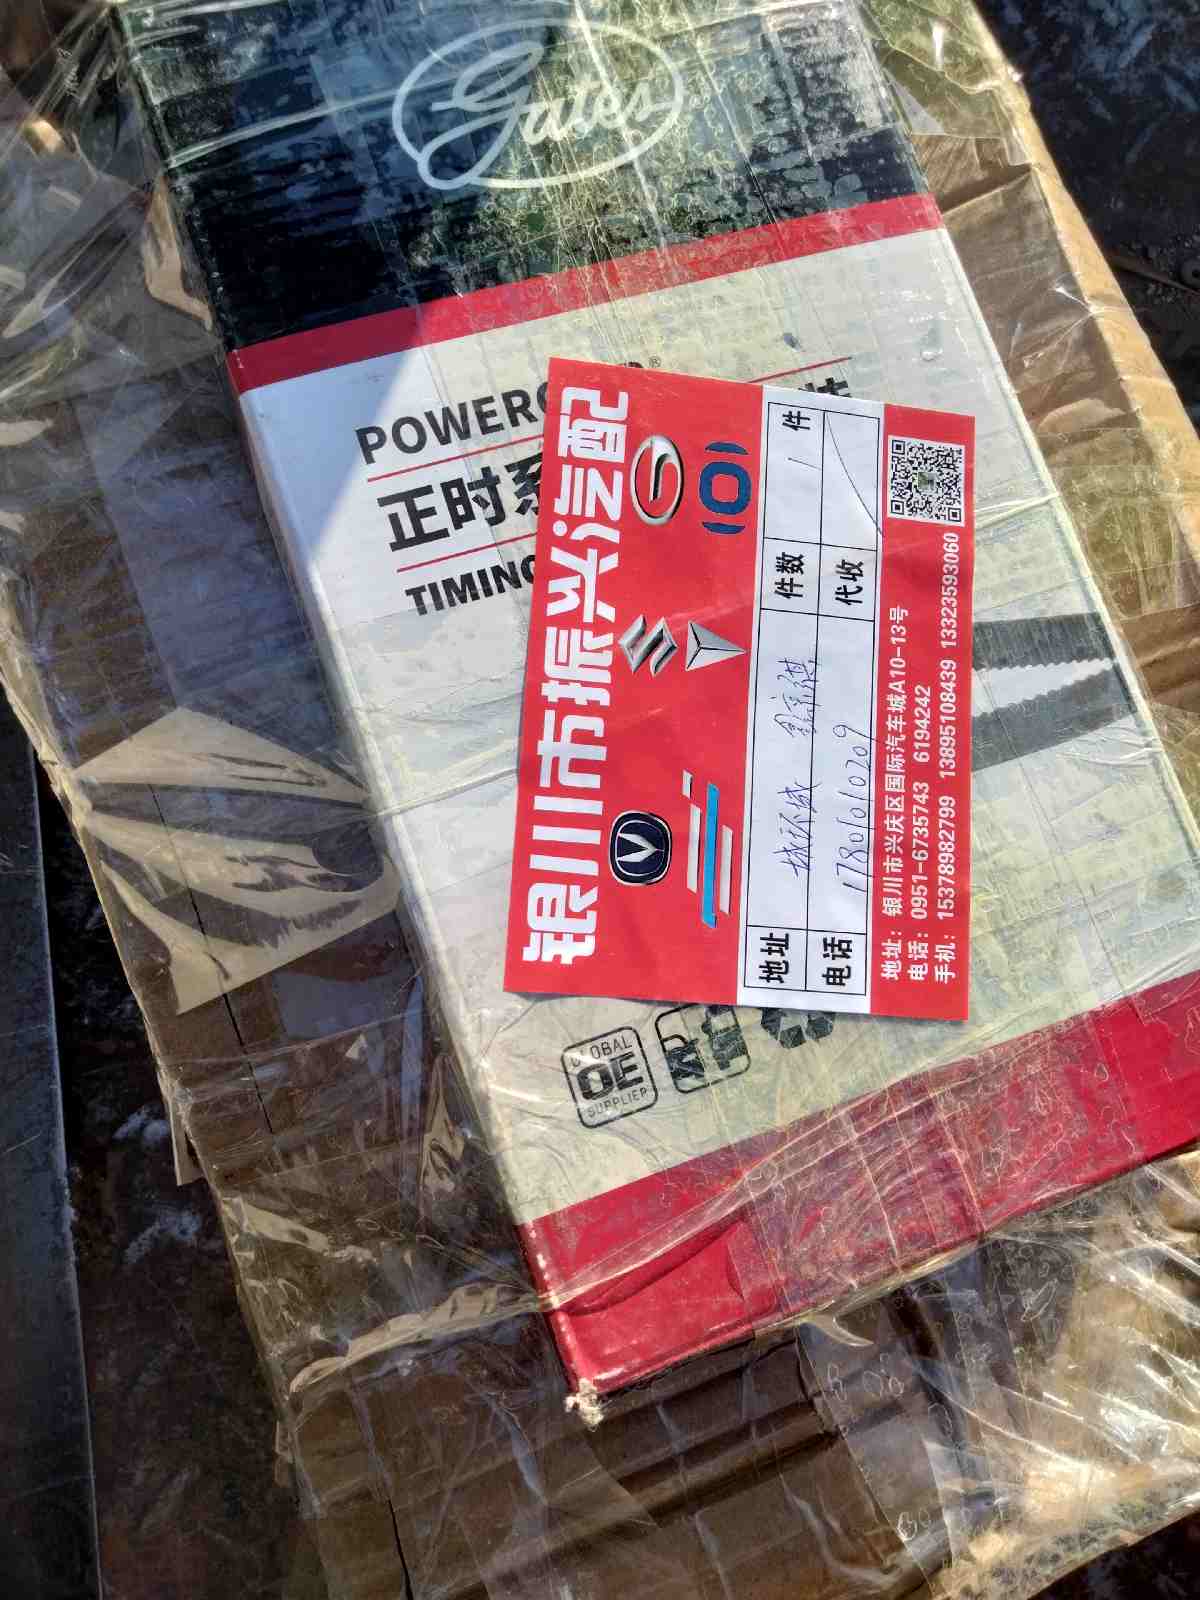 Gates
POWERG
正时系
TIMING
银川市振兴汽配
地址
件数 1 件
电话 17801010209
代收
地址：银川市兴庆区国际汽车城A10-13号
电话：0951-6735743 6194242
手机：15378982799 13895108439 13323593060
GLOBAL
OE
SUPPLIER